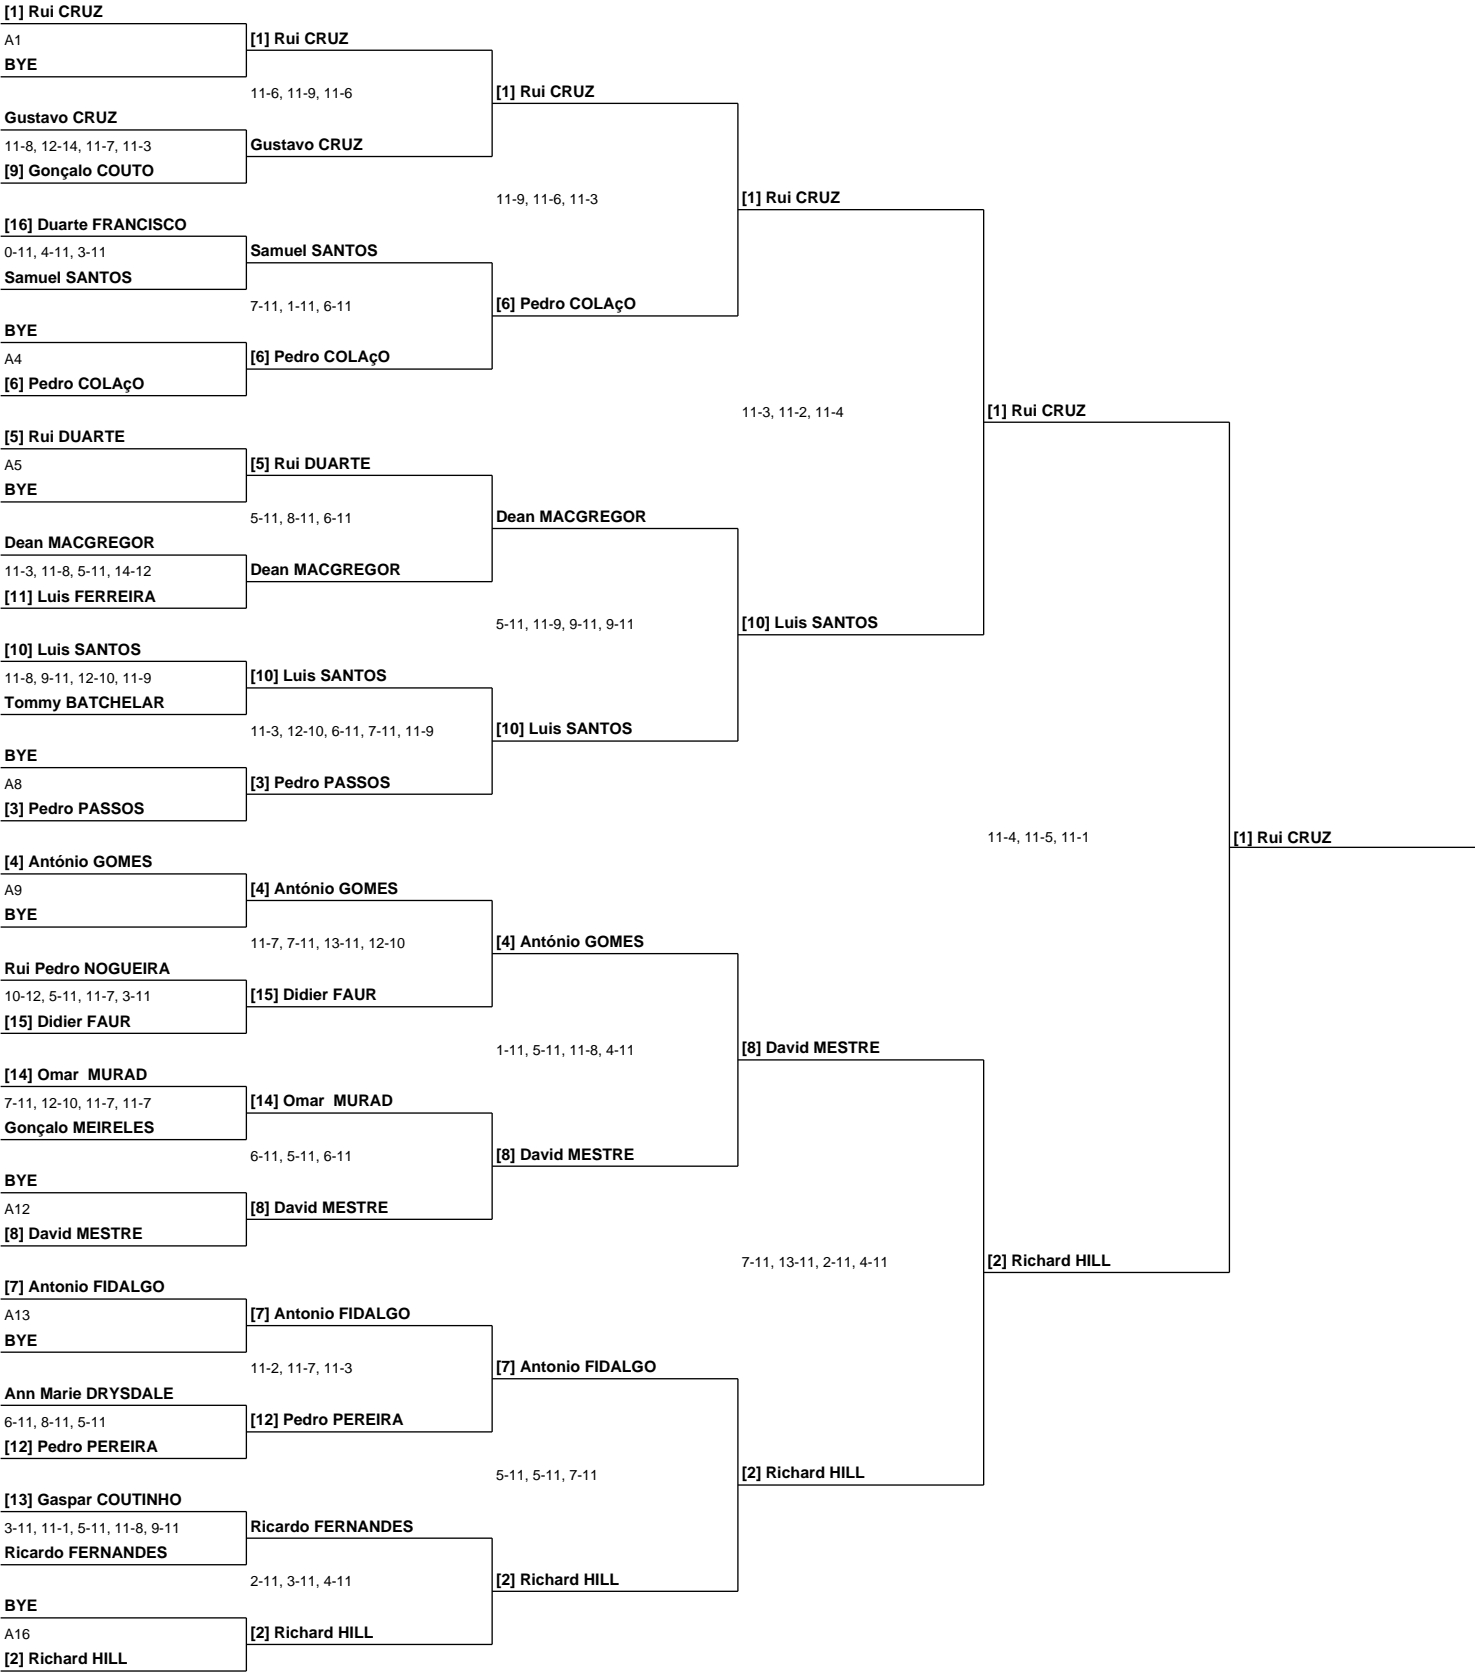 [1] Rui CRUZ
A1
BYE
[1] Rui CRUZ
11-6, 11-9, 11-6
Gustavo CRUZ
11-8, 12-14, 11-7, 11-3
[9] Gonçalo COUTO
Gustavo CRUZ
[1] Rui CRUZ
11-9, 11-6, 11-3
[16] Duarte FRANCISCO
0-11, 4-11, 3-11
Samuel SANTOS
Samuel SANTOS
7-11, 1-11, 6-11
BYE
A4
[6] Pedro COLAçO
[6] Pedro COLAçO
[6] Pedro COLAçO
[1] Rui CRUZ
11-3, 11-2, 11-4
[5] Rui DUARTE
A5
BYE
[5] Rui DUARTE
5-11, 8-11, 6-11
Dean MACGREGOR
11-3, 11-8, 5-11, 14-12
[11] Luis FERREIRA
Dean MACGREGOR
Dean MACGREGOR
5-11, 11-9, 9-11, 9-11
[10] Luis SANTOS
11-8, 9-11, 12-10, 11-9
Tommy BATCHELAR
[10] Luis SANTOS
11-3, 12-10, 6-11, 7-11, 11-9
BYE
A8
[3] Pedro PASSOS
[3] Pedro PASSOS
[10] Luis SANTOS
[10] Luis SANTOS
[1] Rui CRUZ
11-4, 11-5, 11-1
[1] Rui CRUZ
[4] António GOMES
A9
BYE
[4] António GOMES
11-7, 7-11, 13-11, 12-10
Rui Pedro NOGUEIRA
10-12, 5-11, 11-7, 3-11
[15] Didier FAUR
[15] Didier FAUR
[4] António GOMES
1-11, 5-11, 11-8, 4-11
[14] Omar  MURAD
7-11, 12-10, 11-7, 11-7
Gonçalo MEIRELES
[14] Omar  MURAD
6-11, 5-11, 6-11
BYE
A12
[8] David MESTRE
[8] David MESTRE
[8] David MESTRE
[8] David MESTRE
7-11, 13-11, 2-11, 4-11
[7] Antonio FIDALGO
A13
BYE
[7] Antonio FIDALGO
11-2, 11-7, 11-3
Ann Marie DRYSDALE
6-11, 8-11, 5-11
[12] Pedro PEREIRA
[12] Pedro PEREIRA
[7] Antonio FIDALGO
5-11, 5-11, 7-11
[13] Gaspar COUTINHO
3-11, 11-1, 5-11, 11-8, 9-11
Ricardo FERNANDES
Ricardo FERNANDES
2-11, 3-11, 4-11
BYE
A16
[2] Richard HILL
[2] Richard HILL
[2] Richard HILL
[2] Richard HILL
[2] Richard HILL